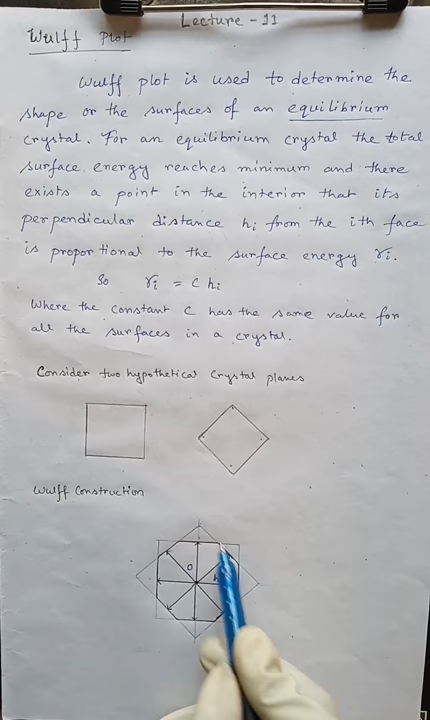 Lecture - 11
Wulff Plot
Wulff plot is used to determine the
shape or the surfaces of an equilibrium
crystal. For an equilibrium crystal the total
surface energy reaches minimum and there
exists a point in the interior that its
perpendicular distance hi from the ith face
is proportional to the surface energy γi.
So γi = c hi
Where the constant C has the same value for
all the surfaces in a crystal.
Consider two hypothetical Crystal planes
Wulff Construction
O